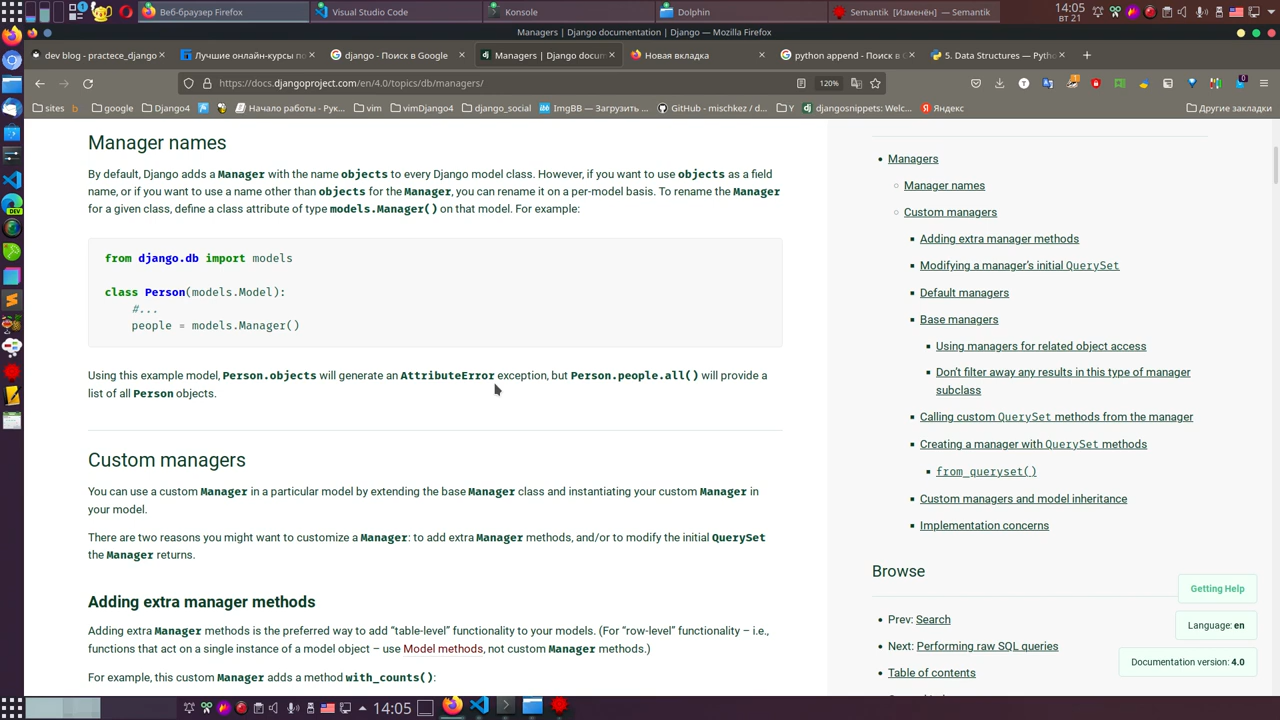 Веб-браузер Firefox
Visual Studio Code
Konsole
Dolphin
Semantik [Изменён] — Semantik
14:05
ВТ 21
Managers | Django documentation | Django — Mozilla Firefox
dev blog - practece_django
Лучшие онлайн-курсы по
django - Поиск в Google
Managers | Django docum
Новая вкладка
python append - Поиск в G
5. Data Structures — Pytho
https://docs.djangoproject.com/en/4.0/topics/db/managers/
120%
sites
google
Django4
Начало работы - Рук...
vim
vimDjango4
django_social
ImgBB — Загрузить ...
GitHub - mischkez / d...
Y
djangosnippets: Welc...
Яндекс
Другие закладки
Manager names
By default, Django adds a Manager with the name objects to every Django model class. However, if you want to use objects as a field
name, or if you want to use a name other than objects for the Manager, you can rename it on a per-model basis. To rename the Manager
for a given class, define a class attribute of type models.Manager() on that model. For example:
from django.db import models
class Person(models.Model):
#...
people = models.Manager()
Using this example model, Person.objects will generate an AttributeError exception, but Person.people.all() will provide a
list of all Person objects.
Custom managers
You can use a custom Manager in a particular model by extending the base Manager class and instantiating your custom Manager in
your model.
There are two reasons you might want to customize a Manager: to add extra Manager methods, and/or to modify the initial QuerySet
the Manager returns.
Adding extra manager methods
Adding extra Manager methods is the preferred way to add “table-level” functionality to your models. (For “row-level” functionality – i.e.,
functions that act on a single instance of a model object – use Model methods, not custom Manager methods.)
For example, this custom Manager adds a method with_counts():
Managers
Manager names
Custom managers
Adding extra manager methods
Modifying a manager’s initial QuerySet
Default managers
Base managers
Using managers for related object access
Don’t filter away any results in this type of manager
subclass
Calling custom QuerySet methods from the manager
Creating a manager with QuerySet methods
from_queryset()
Custom managers and model inheritance
Implementation concerns
Browse
Prev: Search
Next: Performing raw SQL queries
Table of contents
Getting Help
Language: en
Documentation version: 4.0
14:05